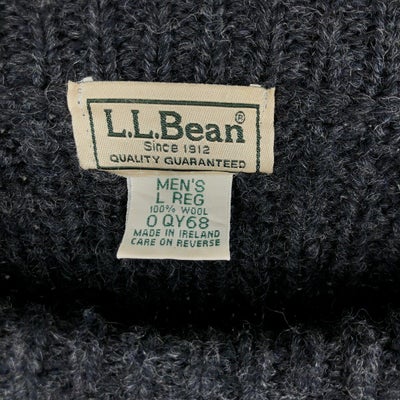 L.L.Bean®
Since 1912
QUALITY GUARANTEED
MEN'S
L REG
100% WOOL
0 QY68
MADE IN IRELAND
CARE ON REVERSE